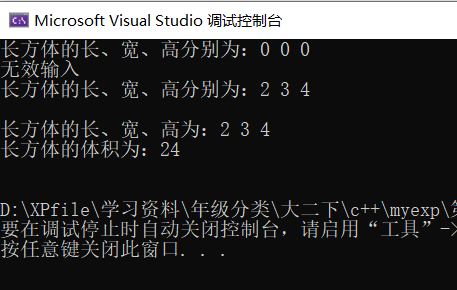 Microsoft Visual Studio 调试控制台
长方体的长、宽、高分别为：0 0 0
无效输入
长方体的长、宽、高分别为：2 3 4
长方体的长、宽、高为：2 3 4
长方体的体积为：24
D:\XPfile\学习资料\年级分类\大二下\c++\myexp\
要在调试停止时自动关闭控制台，请启用“工具”->
按任意键关闭此窗口. . .